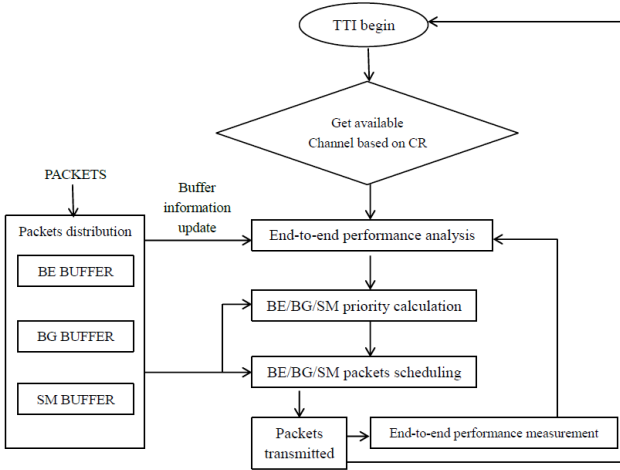 TTI begin
Get available
Channel based on CR
PACKETS
Buffer
information
update
Packets distribution
End-to-end performance analysis
BE BUFFER
BE/BG/SM priority calculation
BG BUFFER
BE/BG/SM packets scheduling
SM BUFFER
Packets
transmitted
End-to-end performance measurement